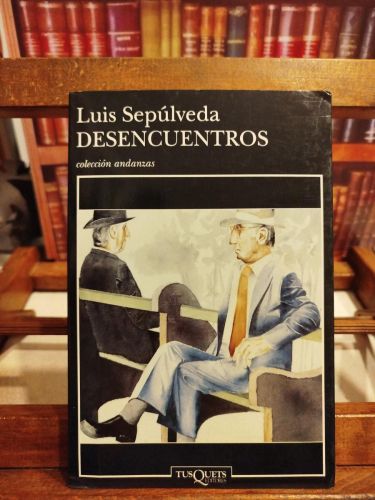 Luis Sepúlveda
DESENCUENTROS
colección andanzas
TUSQUETS
EDITORES